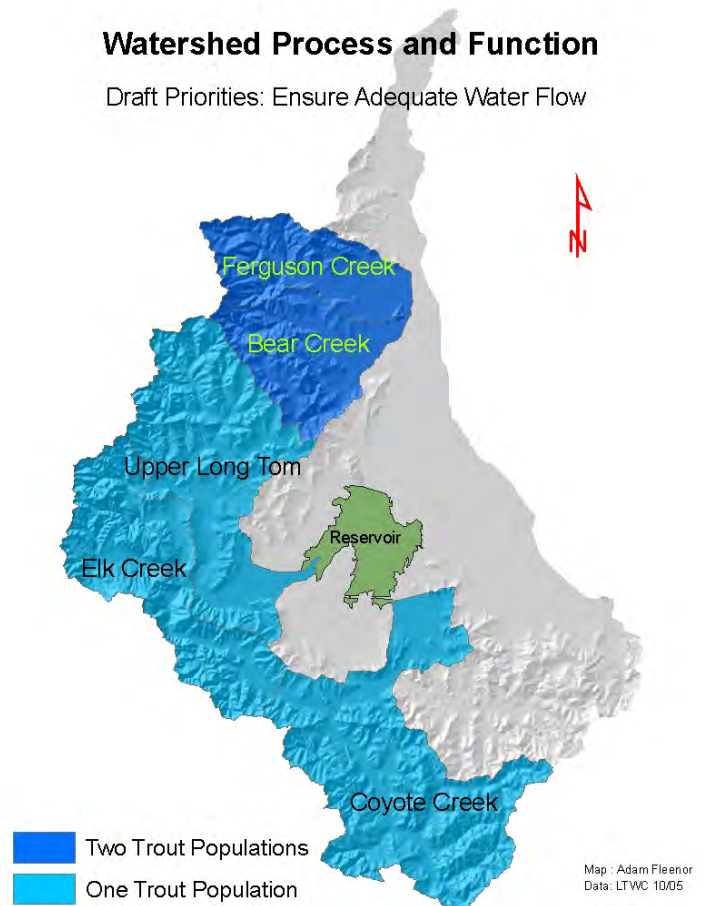 Watershed Process and Function
Draft Priorities: Ensure Adequate Water Flow
N
Ferguson Creek
Bear Creek
Upper Long Tom
Reservoir
Elk Creek
Coyote Creek
Two Trout Populations
One Trout Population
Map : Adam Fleenor
Data: LTWC 10/05